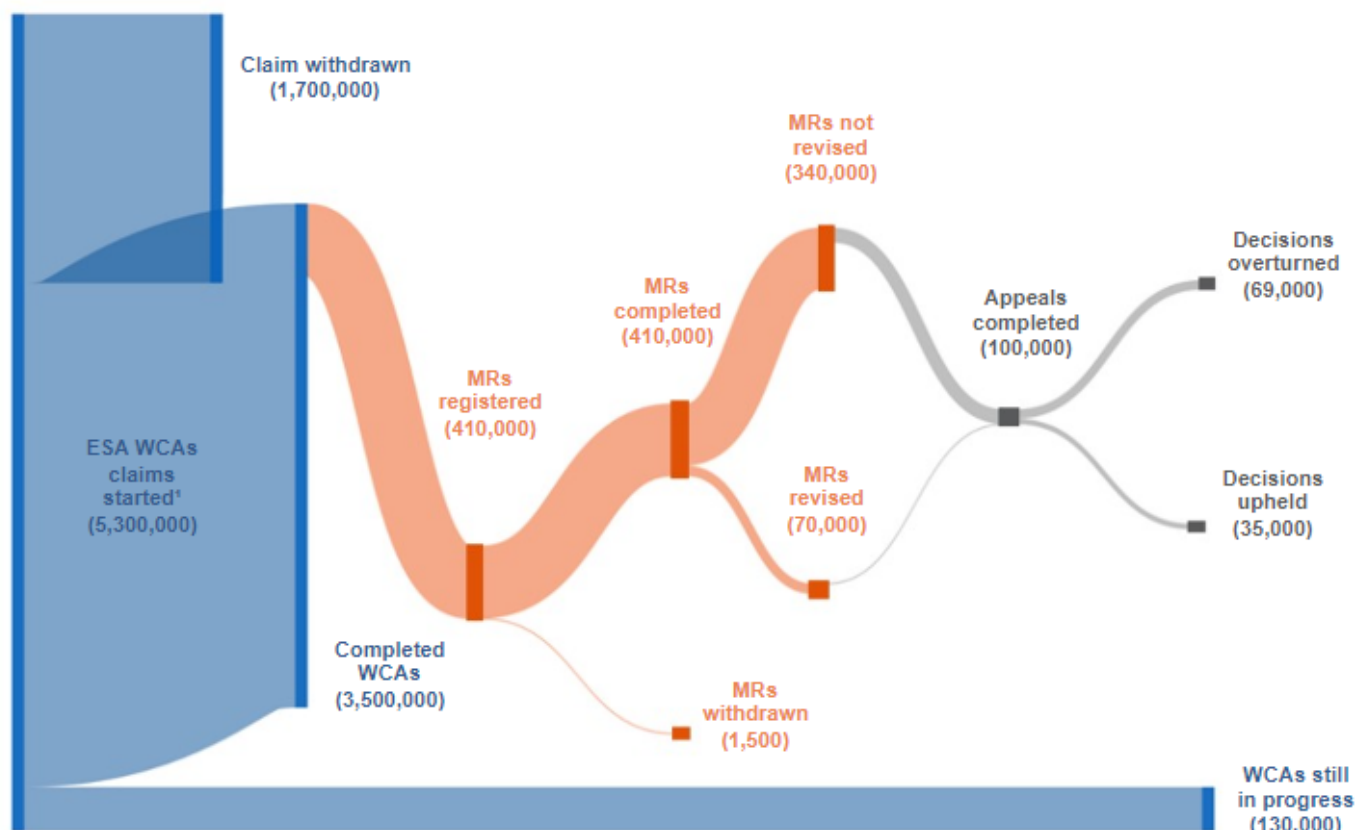 Claim withdrawn
(1,700,000)
MRs not
revised
(340,000)
Decisions
overturned
(69,000)
MRs
completed
(410,000)
Appeals
completed
(100,000)
MRs
registered
(410,000)
ESA WCAs
claims
started¹
(5,300,000)
MRs
revised
(70,000)
Decisions
upheld
(35,000)
Completed
WCAs
(3,500,000)
MRs
withdrawn
(1,500)
WCAs still
in progress
(130,000)